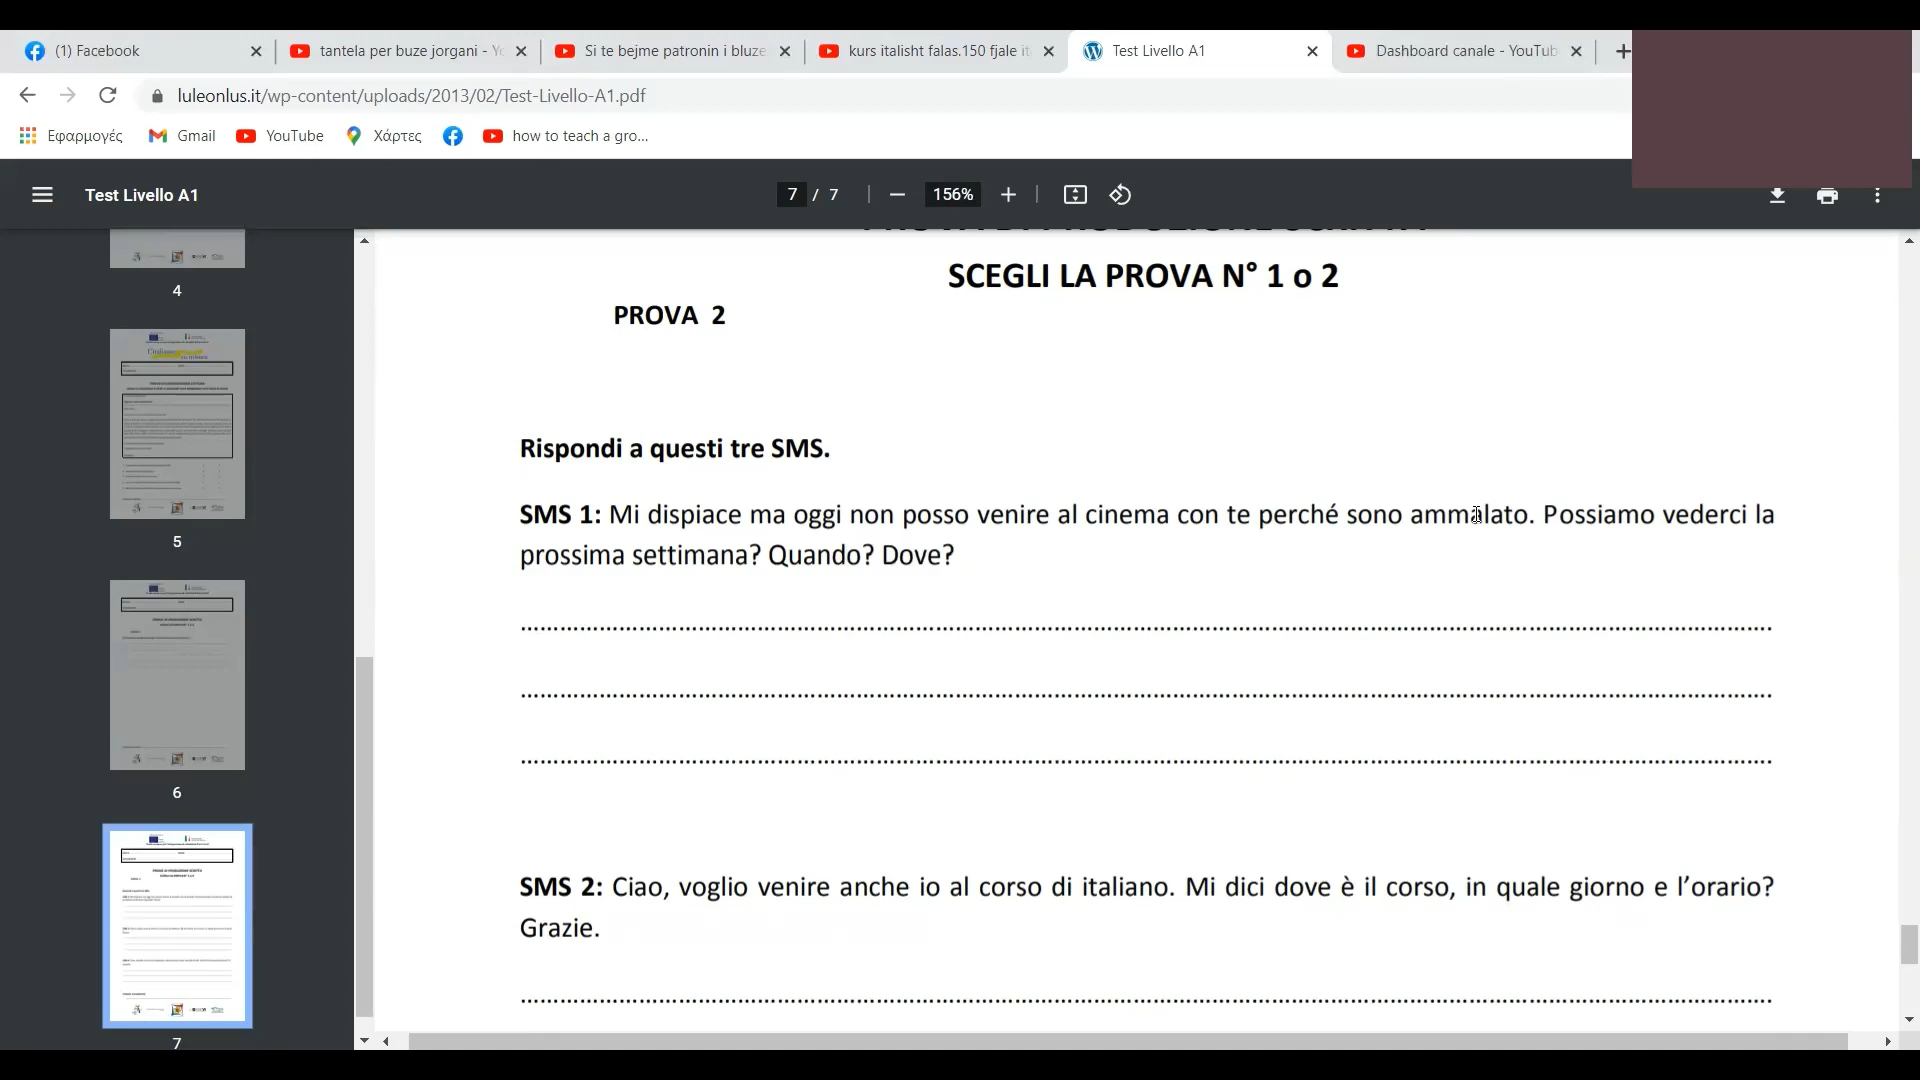 (1) Facebook
tantela per buze jorgani - Yo
Si te bejme patronin i bluze
kurs italisht falas.150 fjale it
Test Livello A1
Dashboard canale - YouTub
luleonlus.it/wp-content/uploads/2013/02/Test-Livello-A1.pdf
Εφαρμογές
Gmail
YouTube
Χάρτες
how to teach a gro...
Test Livello A1
7 / 7
156%
SCEGLI LA PROVA N° 1 o 2
PROVA 2
Rispondi a questi tre SMS.
SMS 1: Mi dispiace ma oggi non posso venire al cinema con te perché sono ammalato. Possiamo vederci la
prossima settimana? Quando? Dove?
SMS 2: Ciao, voglio venire anche io al corso di italiano. Mi dici dove è il corso, in quale giorno e l’orario?
Grazie.
4
5
6
7